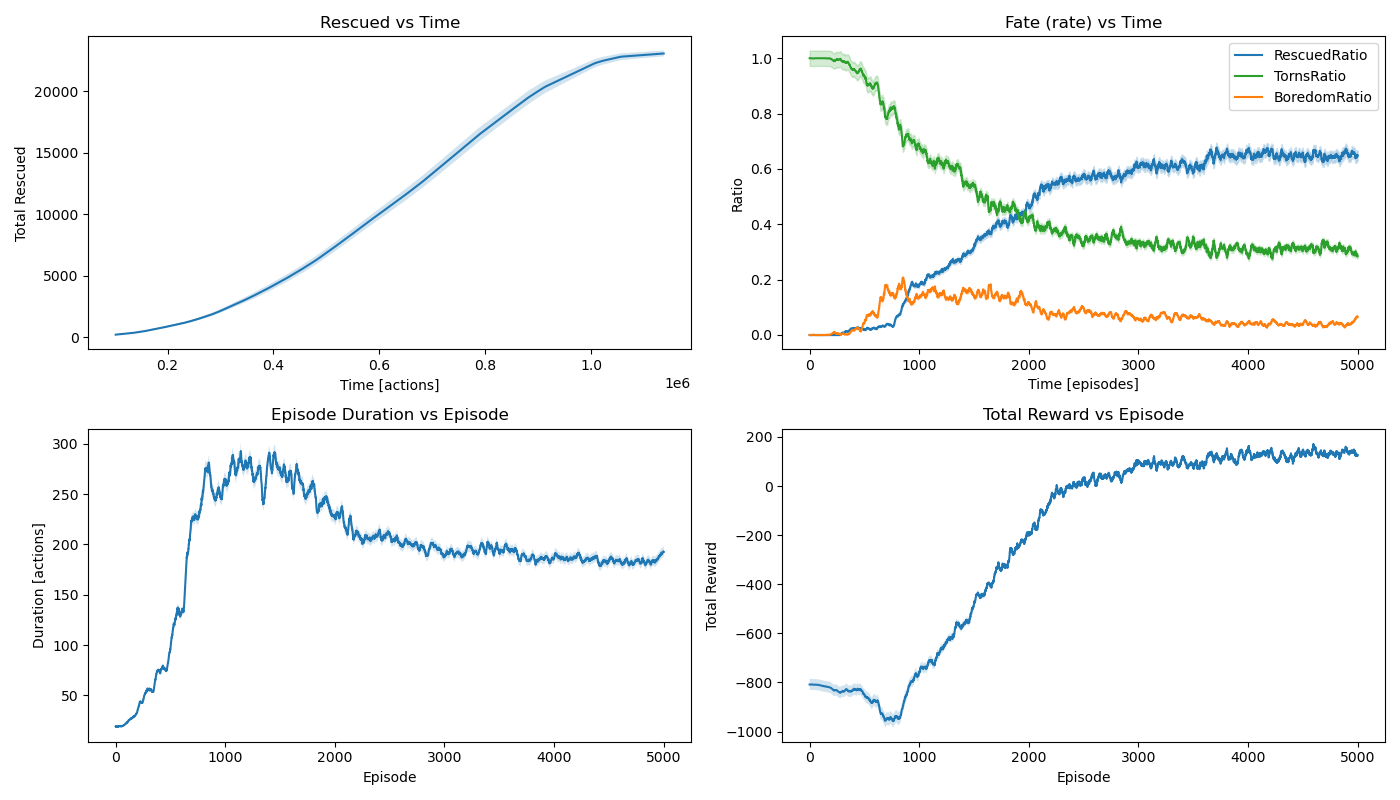 Rescued vs Time
Total Rescued
20000
15000
10000
5000
0
0.2 0.4 0.6 0.8 1.0
1e6
Time [actions]
Fate (rate) vs Time
Ratio
1.0
0.8
0.6
0.4
0.2
0.0
RescuedRatio
TornsRatio
BoredomRatio
0 1000 2000 3000 4000 5000
Time [episodes]
Episode Duration vs Episode
Duration [actions]
300
250
200
150
100
50
0 1000 2000 3000 4000 5000
Episode
Total Reward vs Episode
Total Reward
200
0
−200
−400
−600
−800
−1000
0 1000 2000 3000 4000 5000
Episode